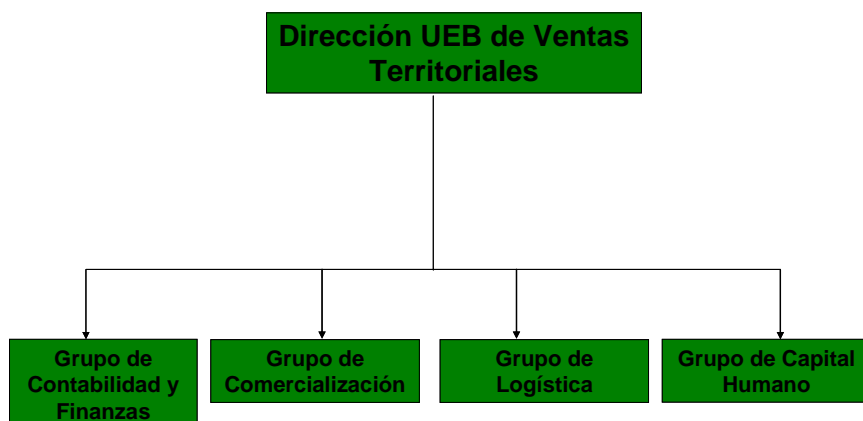 Dirección UEB de Ventas
Territoriales
Grupo de
Contabilidad y
Finanzas
Grupo de
Comercialización
Grupo de
Logística
Grupo de Capital
Humano